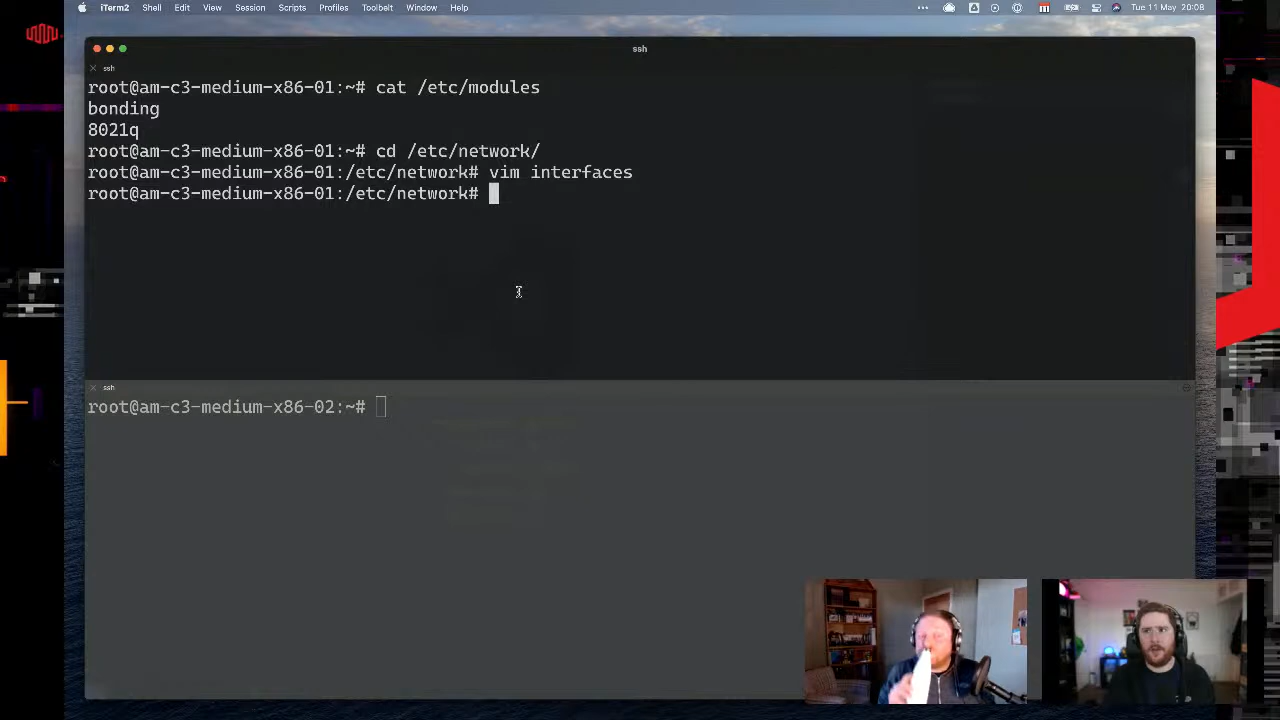 iTerm2 Shell Edit View Session Scripts Profiles Toolbelt Window Help Tue 11 May 20:08
ssh
ssh
root@am-c3-medium-x86-01:~# cat /etc/modules
bonding
8021q
root@am-c3-medium-x86-01:~# cd /etc/network/
root@am-c3-medium-x86-01:/etc/network# vim interfaces
root@am-c3-medium-x86-01:/etc/network#
ssh
root@am-c3-medium-x86-02:~#